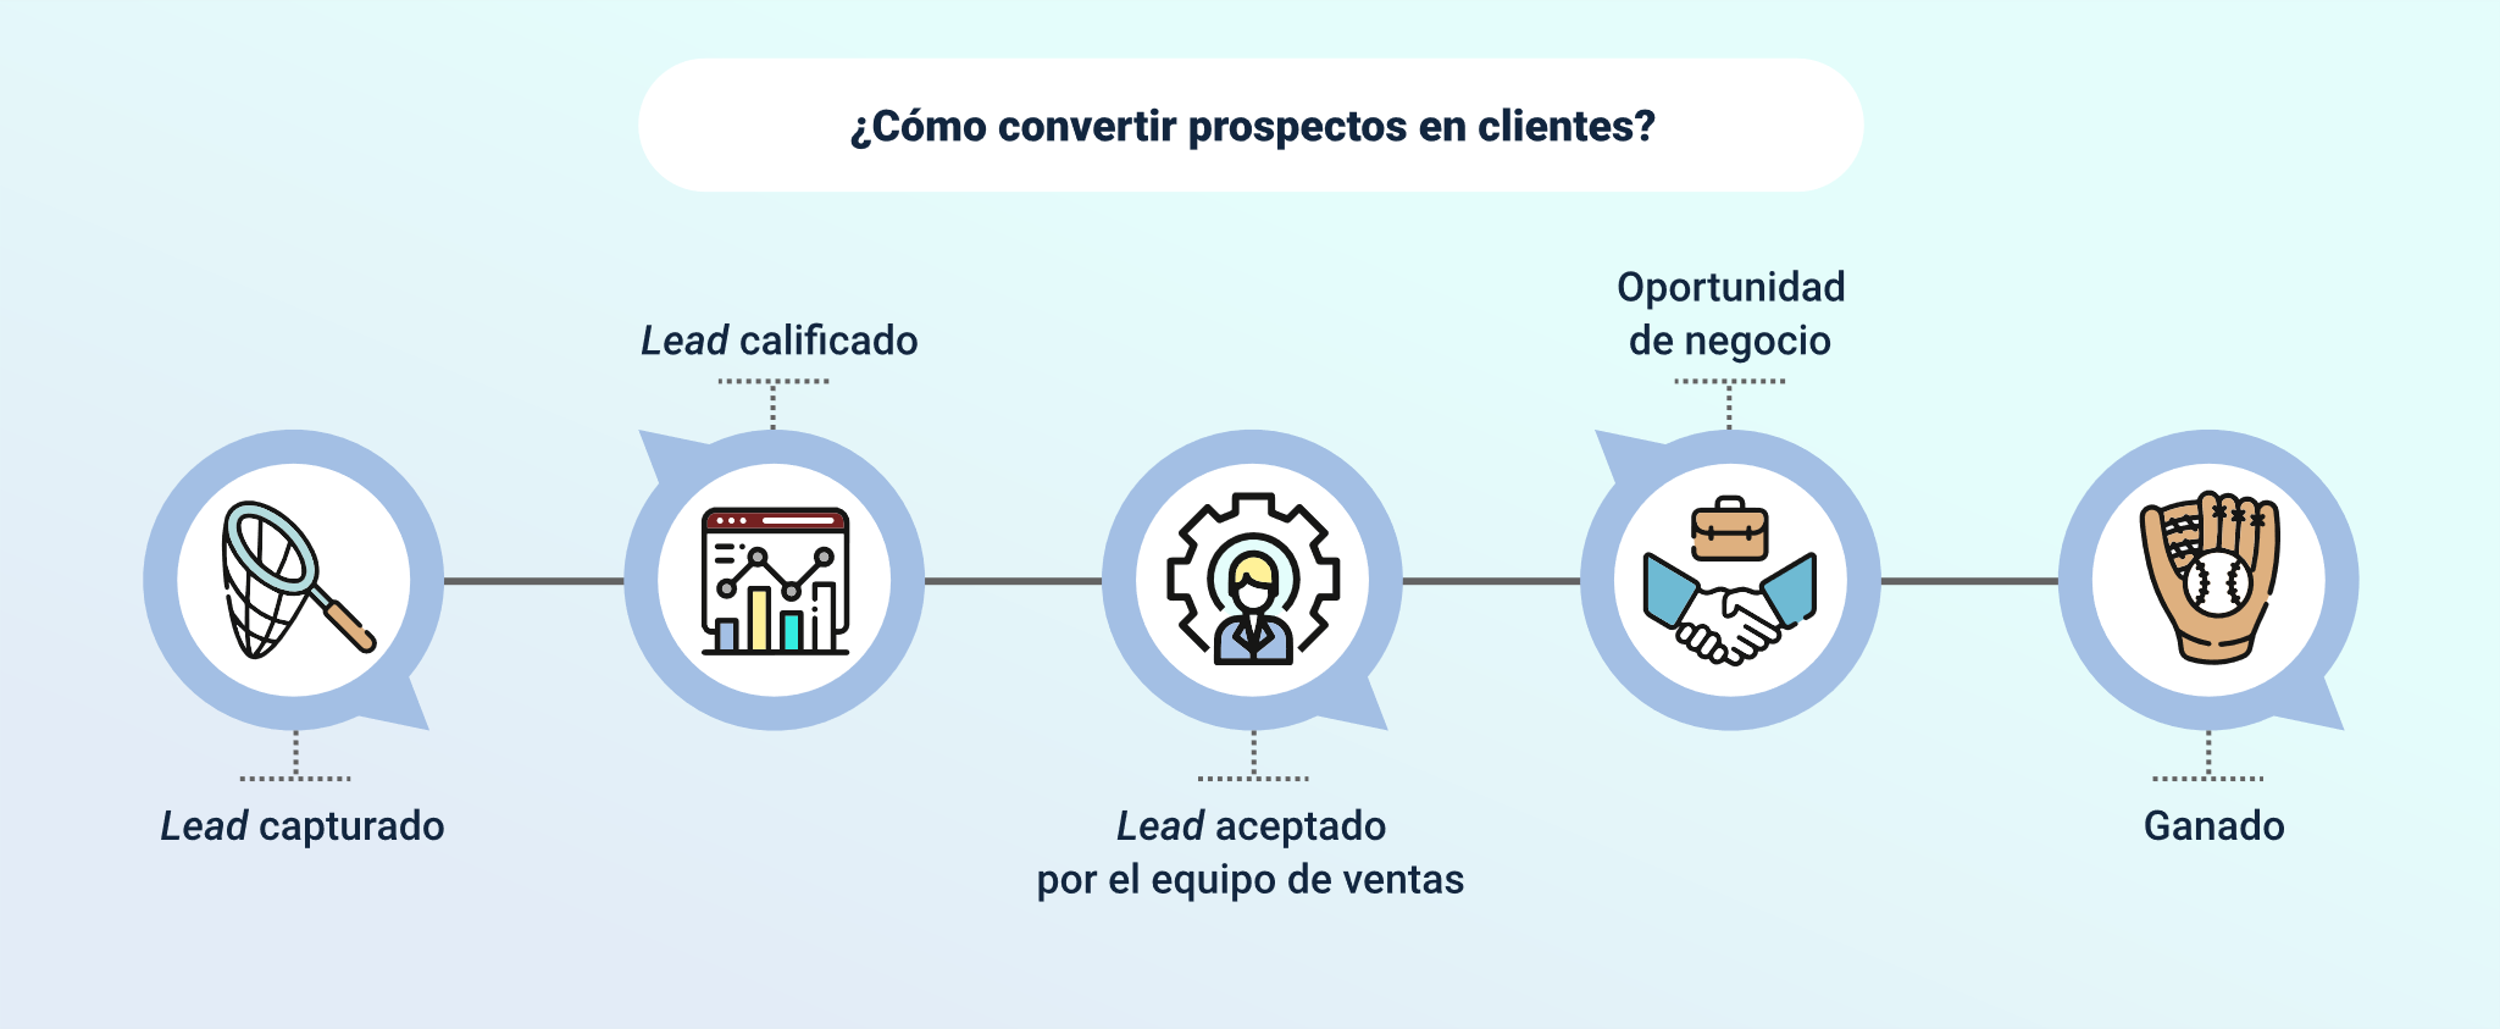 ¿Cómo convertir prospectos en clientes?
Lead capturado
Lead calificado
Lead aceptado
por el equipo de ventas
Oportunidad
de negocio
Ganado